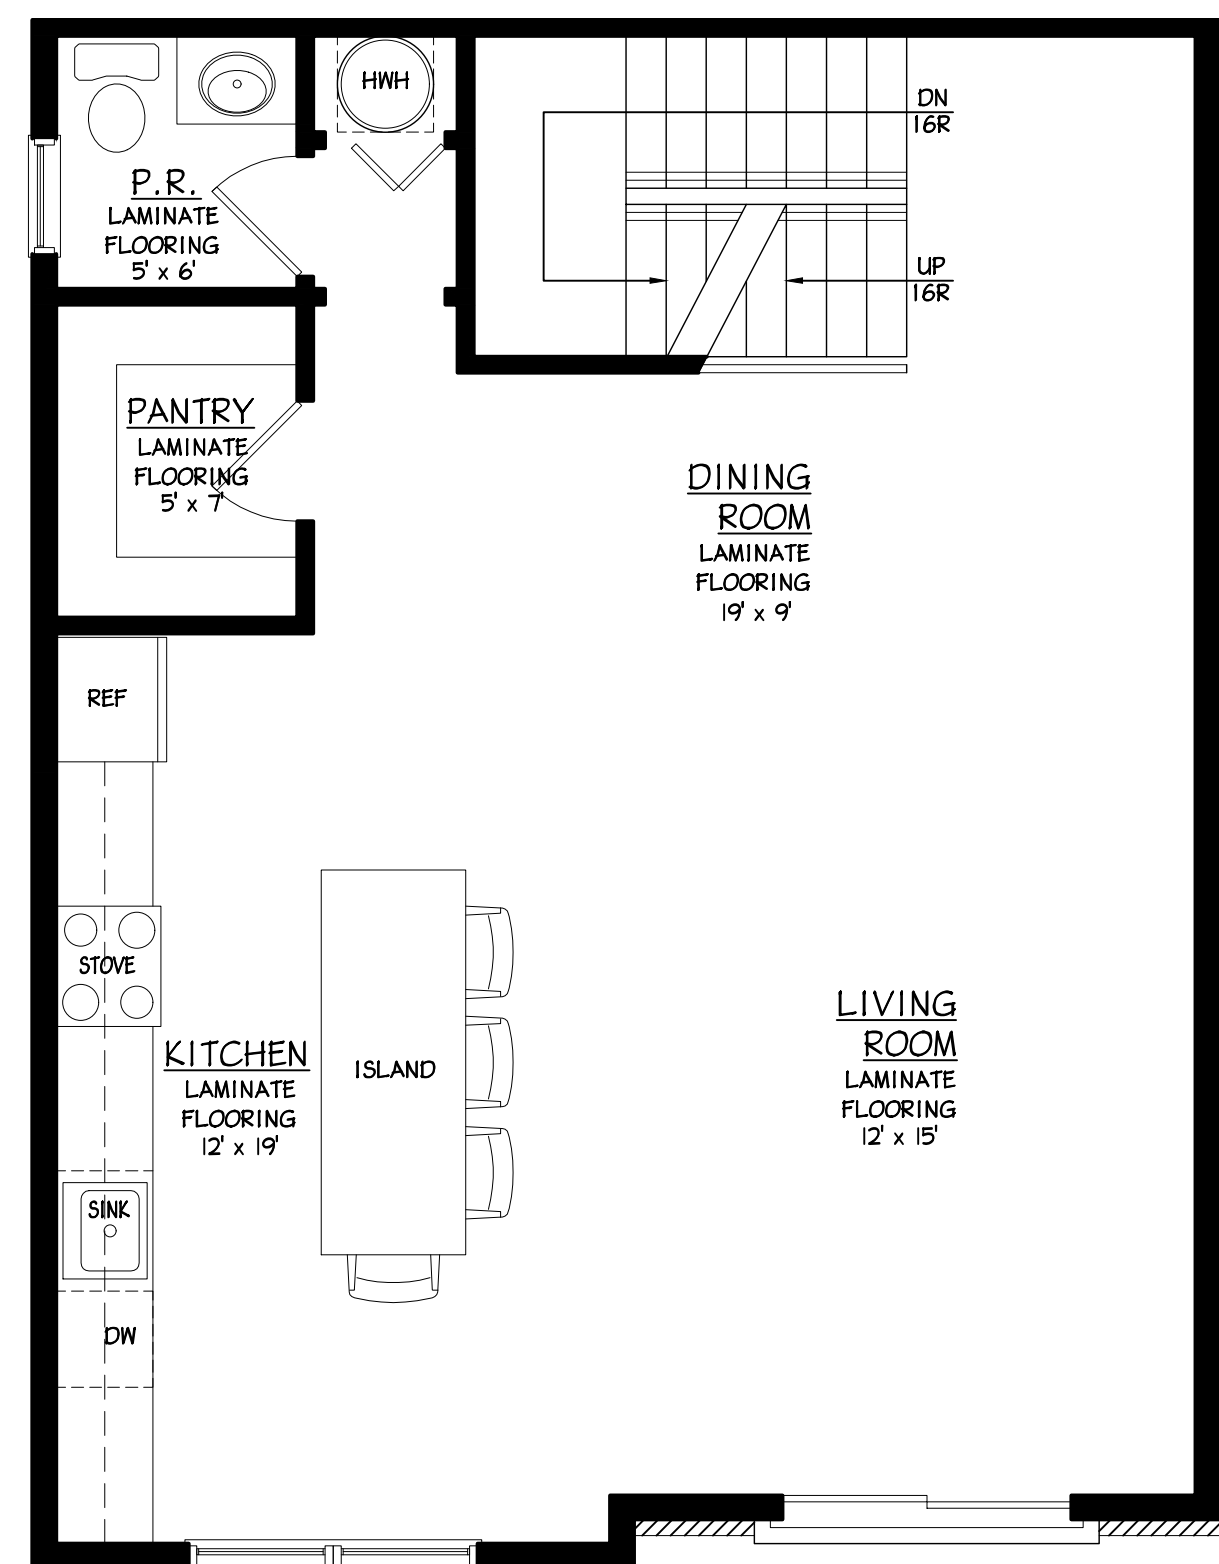 HWH
DN
16R
P.R.
LAMINATE
FLOORING
5' x 6'
UP
16R
PANTRY
LAMINATE
FLOORING
5' x 7'
DINING
ROOM
LAMINATE
FLOORING
19' x 9'
REF
STOVE
KITCHEN
LAMINATE
FLOORING
12' x 19'
ISLAND
LIVING
ROOM
LAMINATE
FLOORING
12' x 15'
SINK
DW